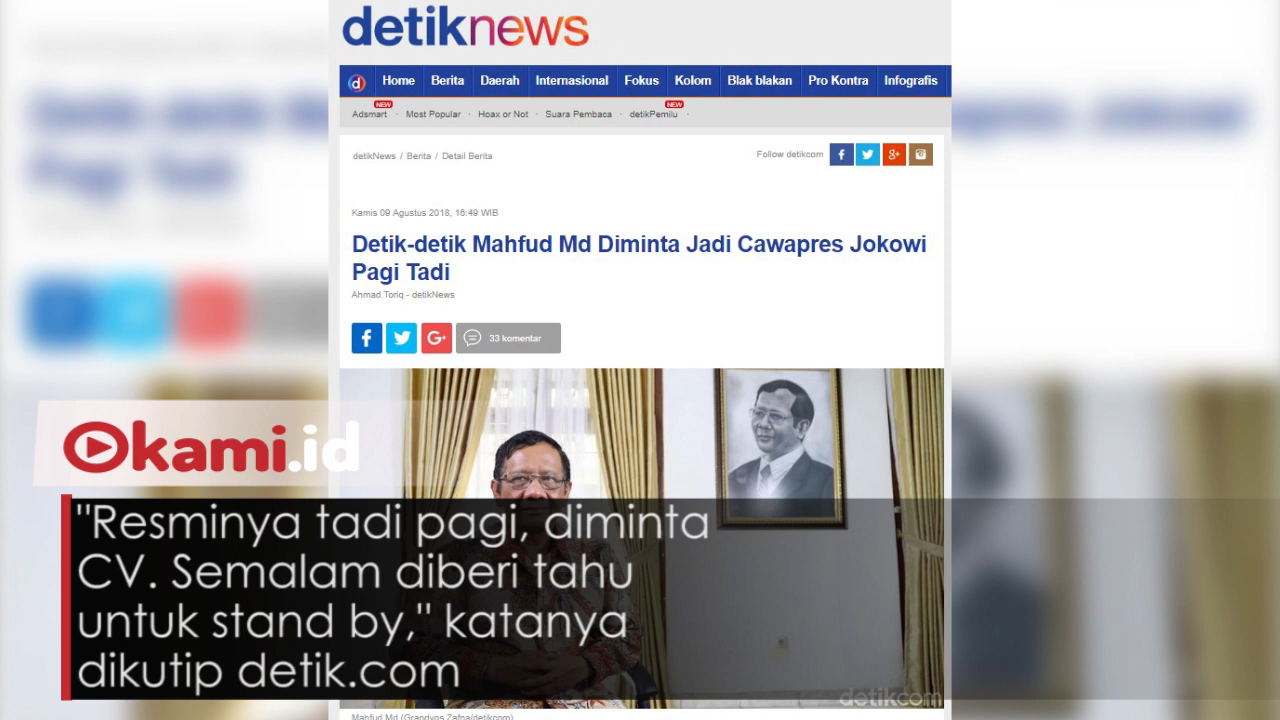 detiknews
Home Berita Daerah Internasional Fokus Kolom Blak blakan Pro Kontra Infografis
Adsmart NEW · Most Popular · Hoax or Not · Suara Pembaca · detikPemilu NEW ·
detikNews / Berita / Detail Berita
Follow detikcom
Kamis 09 Agustus 2018, 16:49 WIB
Detik-detik Mahfud Md Diminta Jadi Cawapres Jokowi
Pagi Tadi
Ahmad Toriq - detikNews
33 komentar
Okami.id
"Resminya tadi pagi, diminta
CV. Semalam diberi tahu
untuk stand by," katanya
dikutip detik.com
detikcom
Mahfud Md (Grandyos Zafna/detikcom)